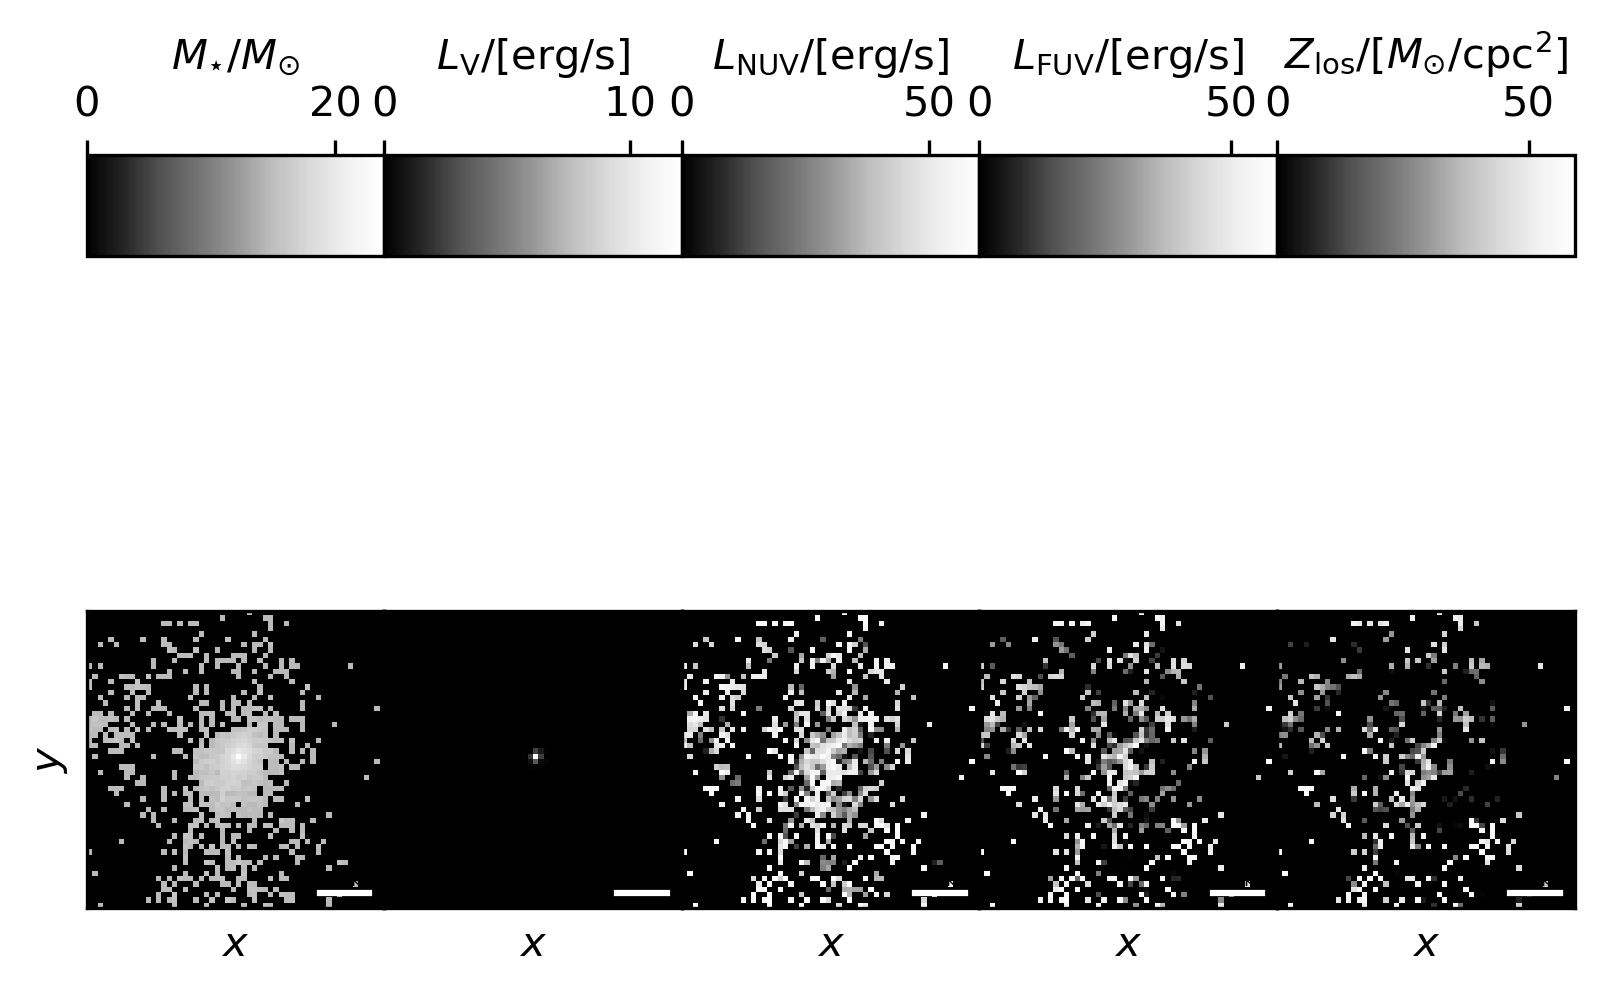 M⋆/M⊙ L_V/[erg/s] L_NUV/[erg/s] L_FUV/[erg/s] Z_los/[M⊙/cpc²]
0 20 0 10 0 50 0 50 0 50
y
x x x x x